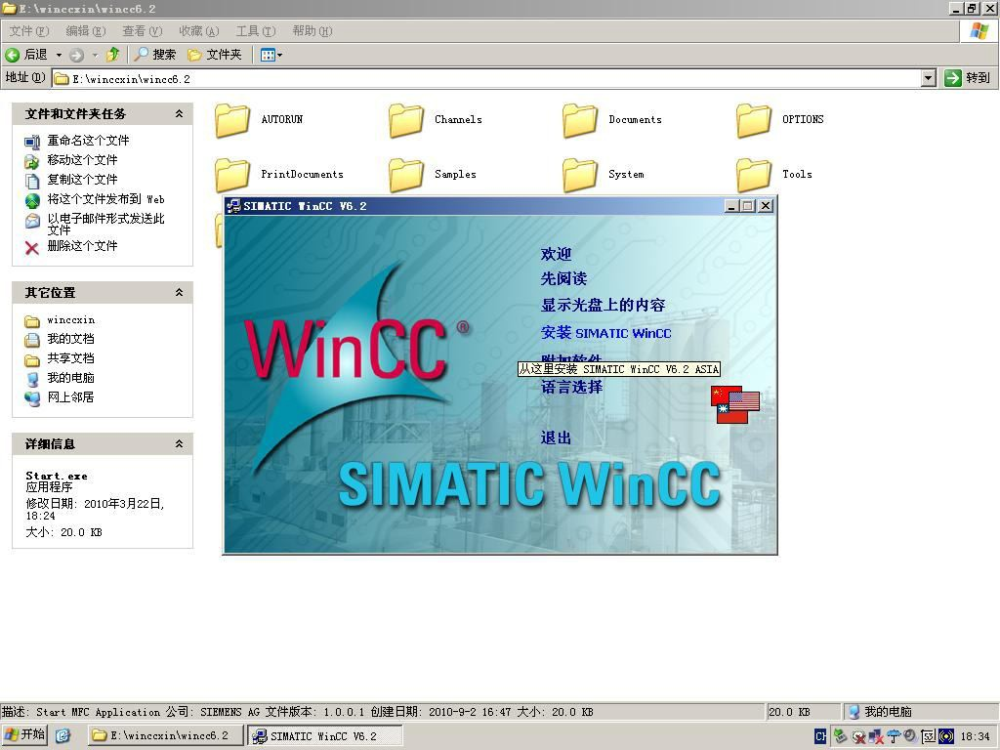 E:\winccxin\wincc6.2
文件(F) 编辑(E) 查看(V) 收藏(A) 工具(T) 帮助(H)
后退 搜索 文件夹
地址(D) E:\winccxin\wincc6.2 转到
文件和文件夹任务
重命名这个文件
移动这个文件
复制这个文件
将这个文件发布到 Web
以电子邮件形式发送此
文件
删除这个文件
其它位置
winccxin
我的文档
共享文档
我的电脑
网上邻居
详细信息
Start.exe
应用程序
修改日期: 2010年3月22日,
18:24
大小: 20.0 KB
AUTORUN Channels Documents OPTIONS
PrintDocuments Samples System Tools
SIMATIC WinCC V6.2
欢迎
先阅读
显示光盘上的内容
安装 SIMATIC WinCC
附加软件
从这里安装 SIMATIC WinCC V6.2 ASIA
语言选择
退出
WinCC®
SIMATIC WinCC
描述: Start MFC Application 公司: SIEMENS AG 文件版本: 1.0.0.1 创建日期: 2010-9-2 16:47 大小: 20.0 KB 20.0 KB 我的电脑
开始 E:\winccxin\wincc6.2 SIMATIC WinCC V6.2 CH 18:34